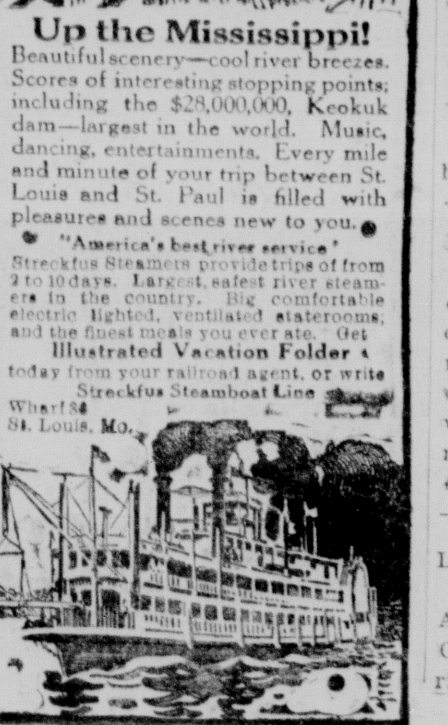 Up the Mississippi!
Beautiful scenery—cool river breezes.
Scores of interesting stopping points;
including the $28,000,000, Keokuk
dam—largest in the world. Music,
dancing, entertainments. Every mile
and minute of your trip between St.
Louis and St. Paul is filled with
pleasures and scenes new to you.
"America's best river service"
Streckfus Steamers provide trips of from
2 to 10 days. Largest, safest river steam-
ers in the country. Big comfortable
electric lighted, ventilated staterooms;
and the finest meals you ever ate. Get
Illustrated Vacation Folder
today from your railroad agent, or write
Streckfus Steamboat Line
Wharf St
St. Louis, Mo.